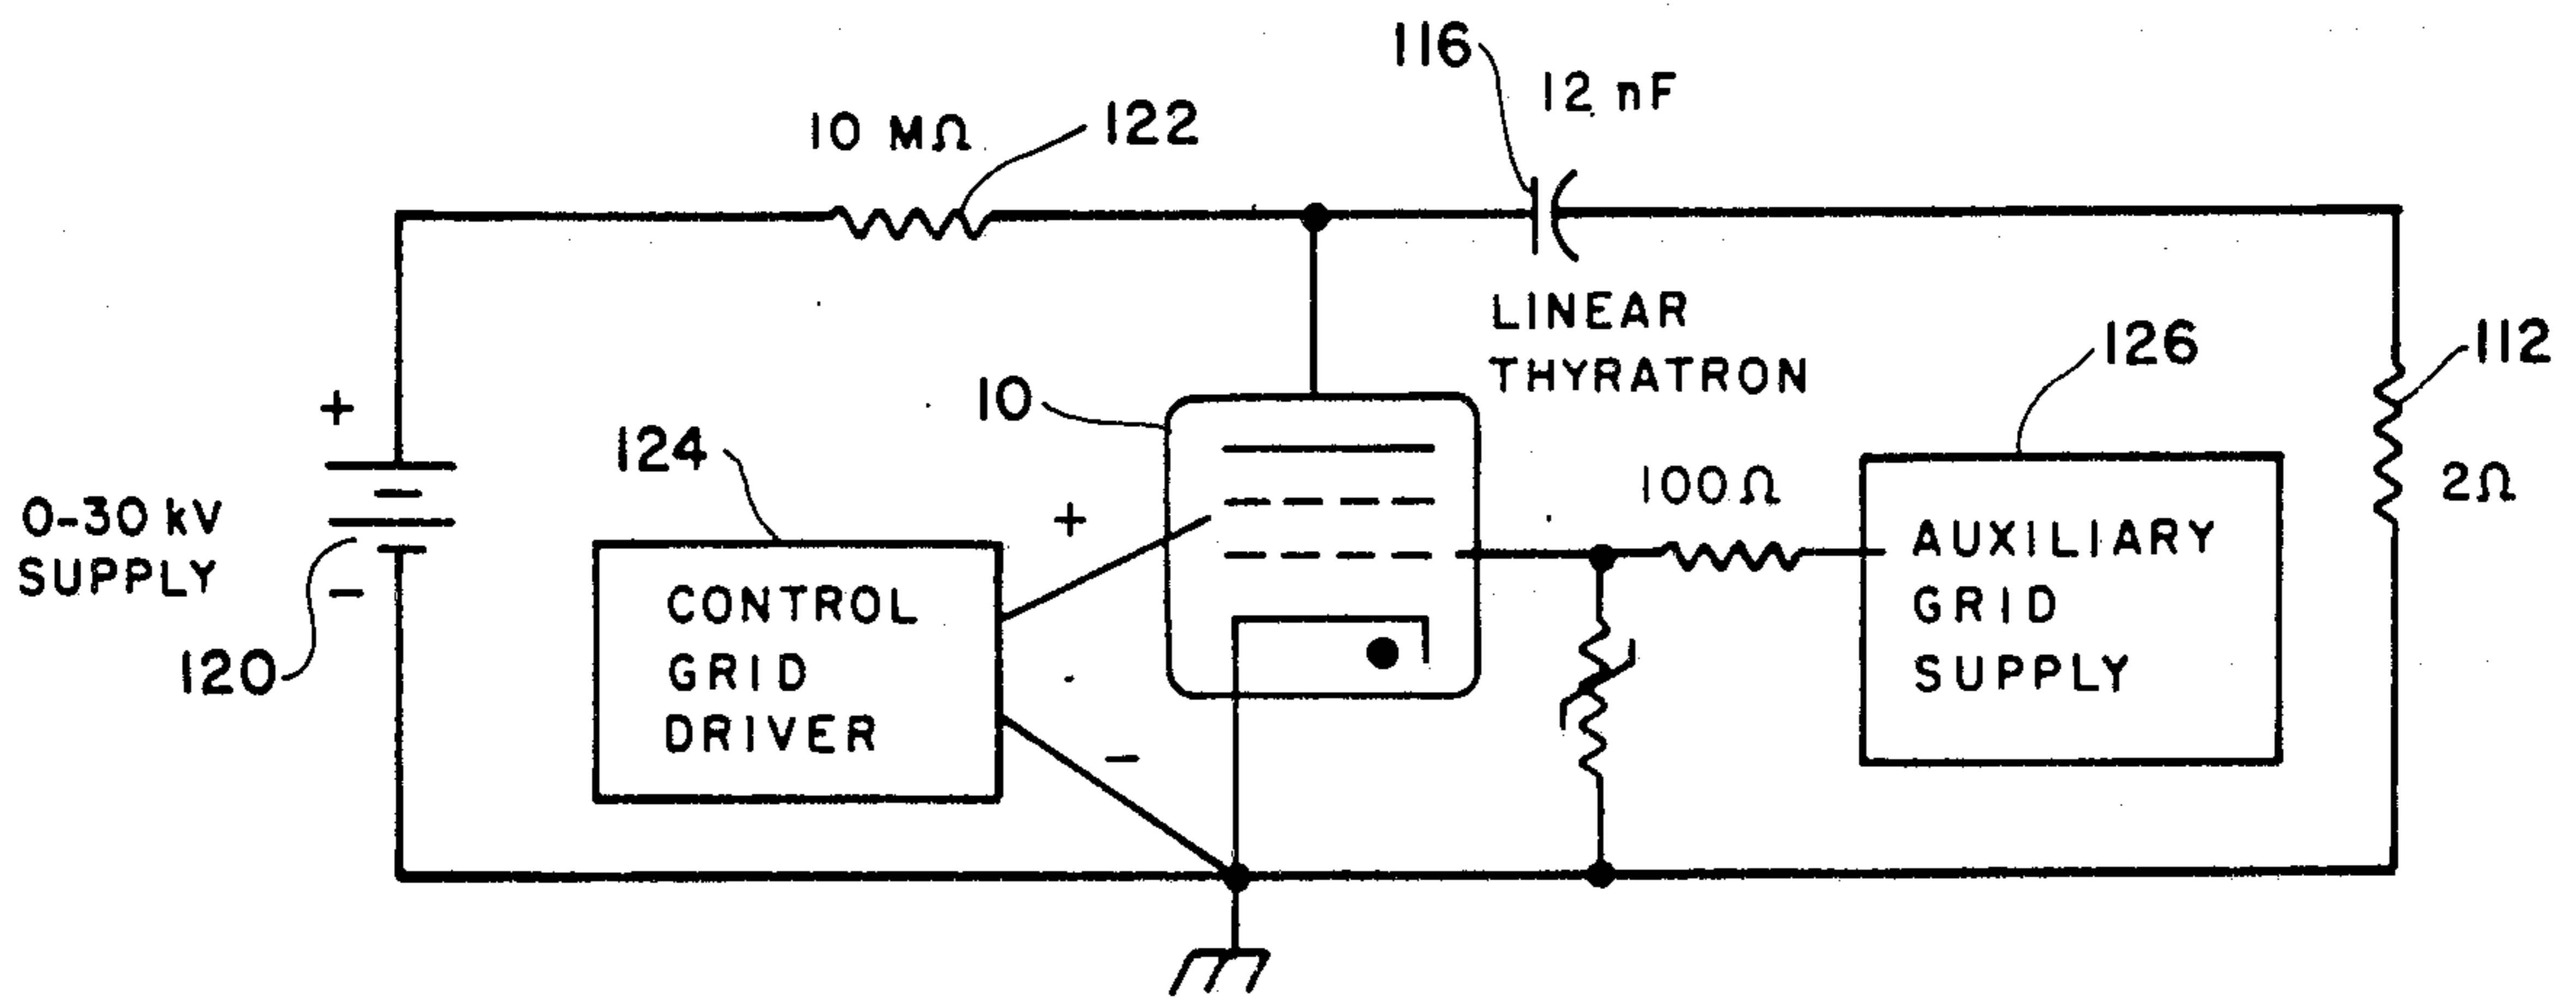 116
12 nF
10 MΩ
122
LINEAR
THYRATRON
126
112
10
+
124
100Ω
2Ω
+
0-30 kV
SUPPLY
AUXILIARY
GRID
SUPPLY
CONTROL
GRID
DRIVER
−
120
−